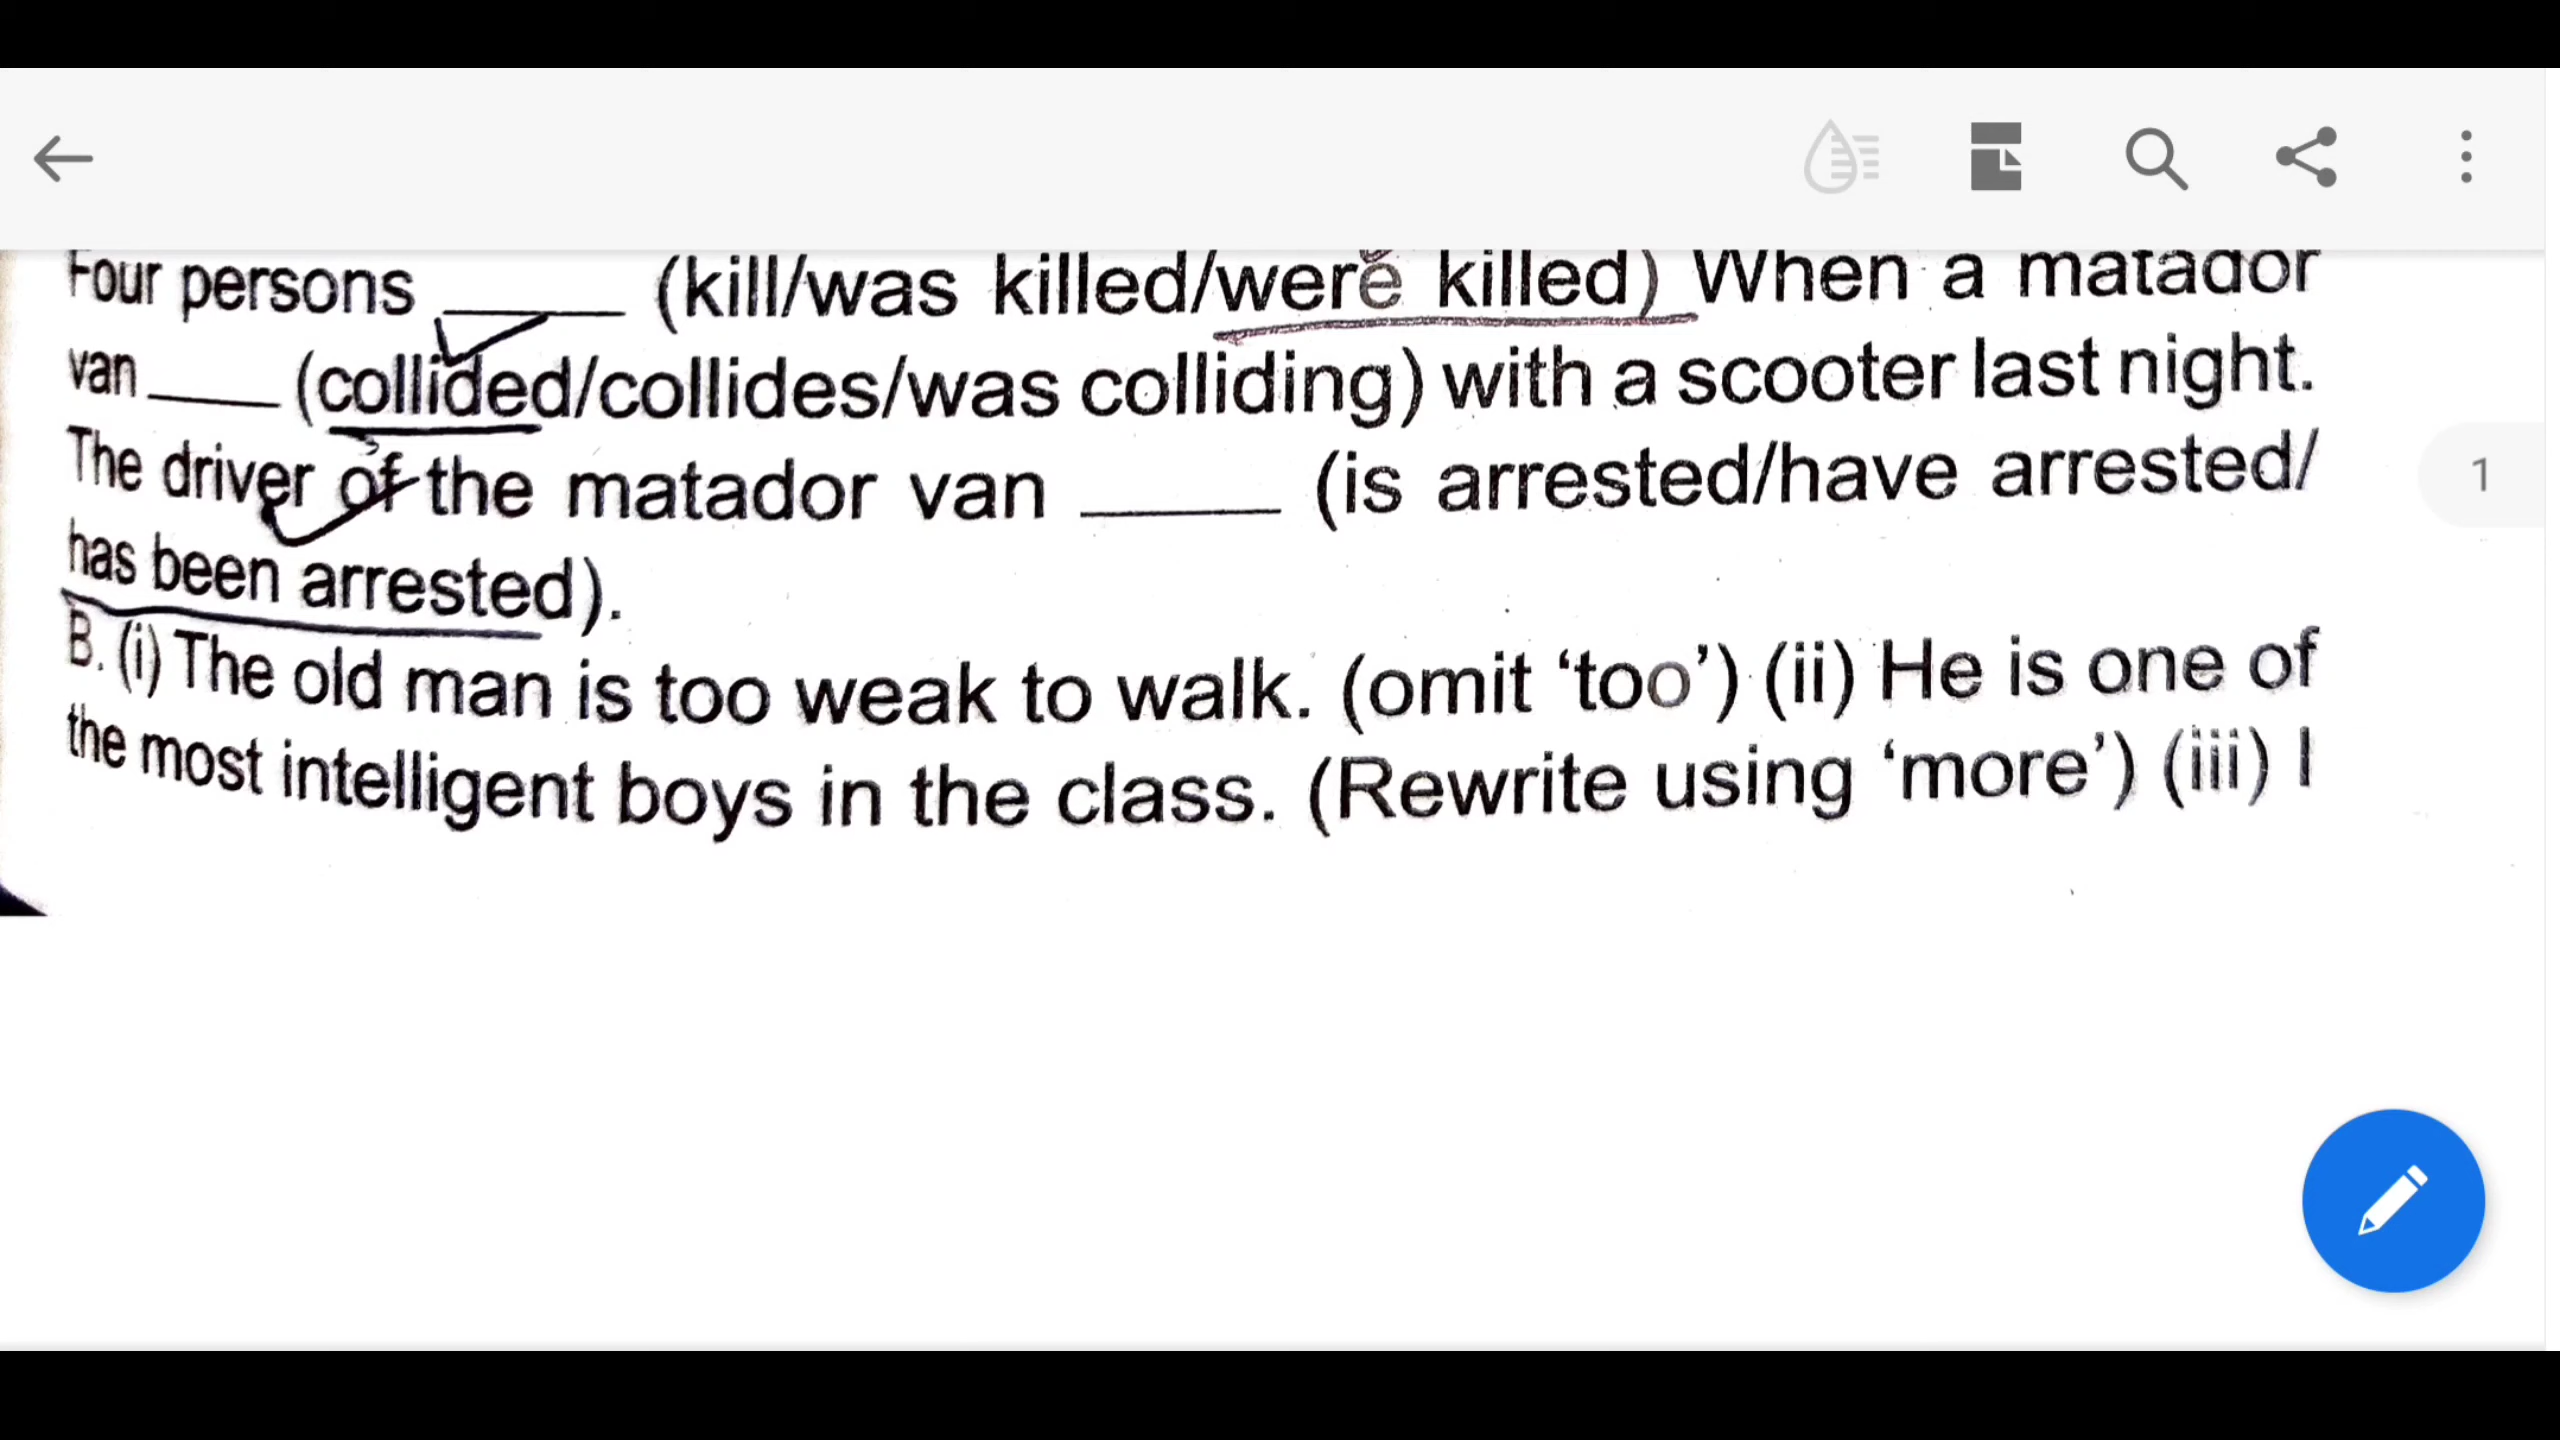 Four persons ______ (kill/was killed/were killed) When a matador
van ____ (collided/collides/was colliding) with a scooter last night.
The driver of the matador van ______ (is arrested/have arrested/
has been arrested).
B. (i) The old man is too weak to walk. (omit ‘too’) (ii) He is one of
the most intelligent boys in the class. (Rewrite using ‘more’) (iii) I
1